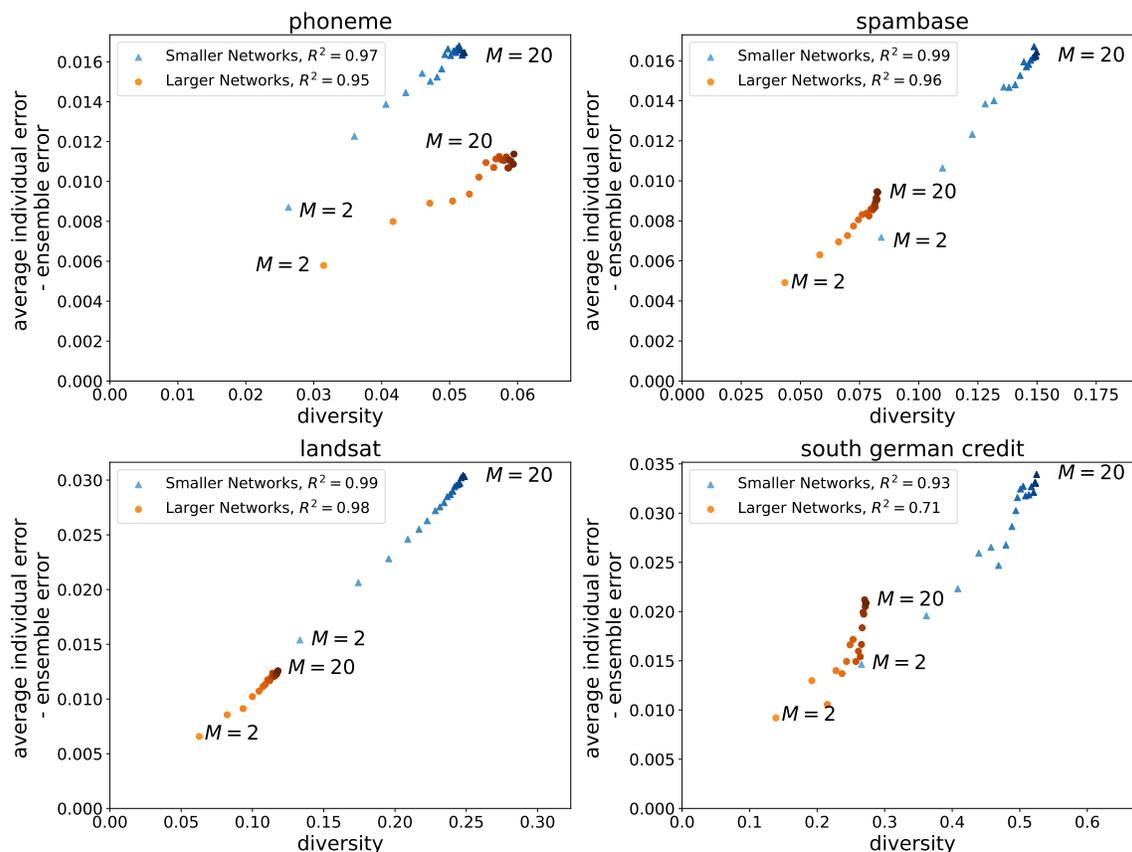 phoneme
Smaller Networks, R² = 0.97
Larger Networks, R² = 0.95
M = 20
M = 20
M = 2
M = 2
0.016
0.014
0.012
0.010
0.008
0.006
0.004
0.002
0.000
average individual error
- ensemble error
0.00 0.01 0.02 0.03 0.04 0.05 0.06
diversity
spambase
Smaller Networks, R² = 0.99
Larger Networks, R² = 0.96
M = 20
M = 20
M = 2
M = 2
0.016
0.014
0.012
0.010
0.008
0.006
0.004
0.002
0.000
average individual error
- ensemble error
0.000 0.025 0.050 0.075 0.100 0.125 0.150 0.175
diversity
landsat
Smaller Networks, R² = 0.99
Larger Networks, R² = 0.98
M = 20
M = 2
M = 20
M = 2
0.030
0.025
0.020
0.015
0.010
0.005
0.000
average individual error
- ensemble error
0.00 0.05 0.10 0.15 0.20 0.25 0.30
diversity
south german credit
Smaller Networks, R² = 0.93
Larger Networks, R² = 0.71
M = 20
M = 20
M = 2
M = 2
0.035
0.030
0.025
0.020
0.015
0.010
0.005
0.000
average individual error
- ensemble error
0.0 0.1 0.2 0.3 0.4 0.5 0.6
diversity